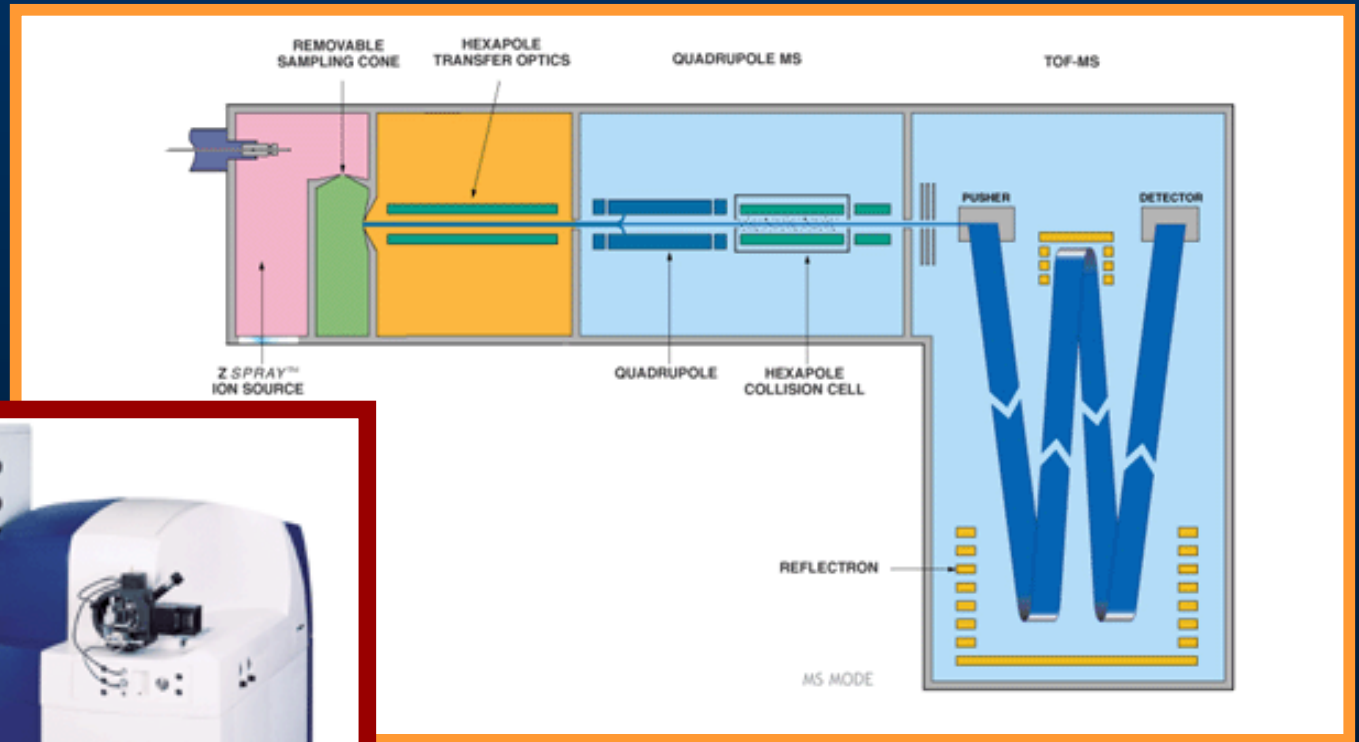 REMOVABLE
SAMPLING CONE
HEXAPOLE
TRANSFER OPTICS
QUADRUPOLE MS
TOF-MS
PUSHER
DETECTOR
Z SPRAY™
ION SOURCE
QUADRUPOLE
HEXAPOLE
COLLISION CELL
REFLECTRON
MS MODE